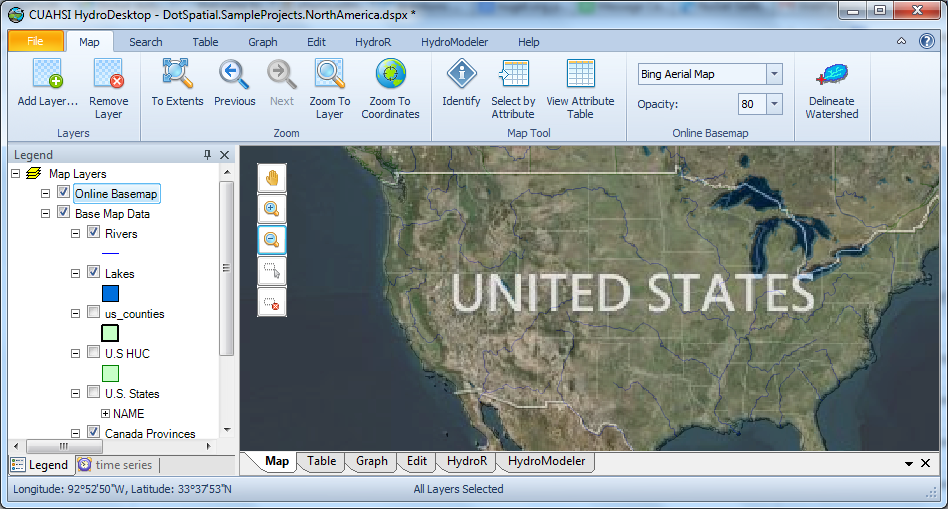 CUAHSI HydroDesktop - DotSpatial.SampleProjects.NorthAmerica.dspx *
File Map Search Table Graph Edit HydroR HydroModeler Help
Add Layer... Remove Layer To Extents Previous Next Zoom To Layer Zoom To Coordinates Identify Select by Attribute View Attribute Table
Bing Aerial Map
Opacity: 80
Delineate Watershed
Layers Zoom Map Tool Online Basemap
Legend
Map Layers
Online Basemap
Base Map Data
Rivers
Lakes
us_counties
U.S HUC
U.S. States
NAME
Canada Provinces
UNITED STATES
Legend time series
Map Table Graph Edit HydroR HydroModeler
Longitude: 92°52'50"W, Latitude: 33°37'53"N All Layers Selected